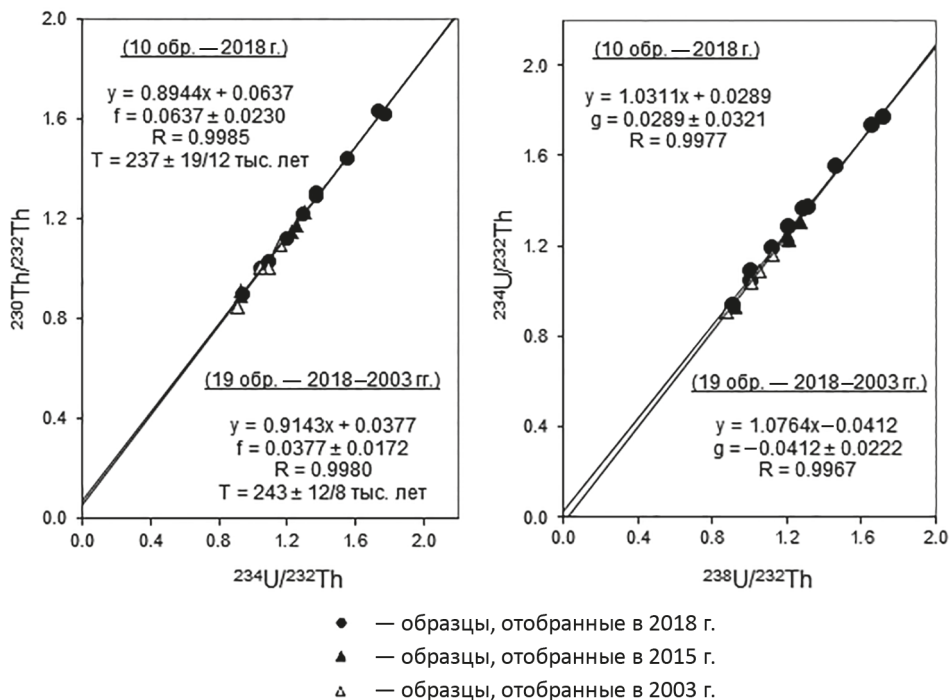 (10 обр. — 2018 г.)
y = 0.8944x + 0.0637
f = 0.0637 ± 0.0230
R = 0.9985
T = 237 ± 19/12 тыс. лет
(19 обр. — 2018–2003 гг.)
y = 0.9143x + 0.0377
f = 0.0377 ± 0.0172
R = 0.9980
T = 243 ± 12/8 тыс. лет
2.0
1.6
1.2
0.8
0.4
0.0
0.0 0.4 0.8 1.2 1.6 2.0
²³⁰Th/²³²Th
²³⁴U/²³²Th
(10 обр. — 2018 г.)
y = 1.0311x + 0.0289
g = 0.0289 ± 0.0321
R = 0.9977
(19 обр. — 2018–2003 гг.)
y = 1.0764x–0.0412
g = –0.0412 ± 0.0222
R = 0.9967
2.0
1.6
1.2
0.8
0.4
0.0
0.0 0.4 0.8 1.2 1.6 2.0
²³⁴U/²³²Th
²³⁸U/²³²Th
— образцы, отобранные в 2018 г.
— образцы, отобранные в 2015 г.
— образцы, отобранные в 2003 г.